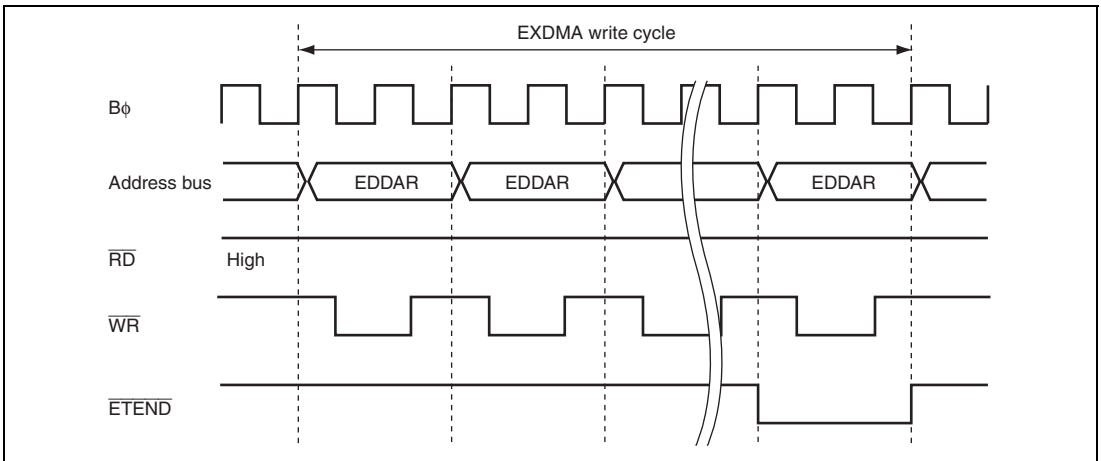 EXDMA write cycle
Bϕ
Address bus
EDDAR
EDDAR
EDDAR
RD
High
WR
ETEND